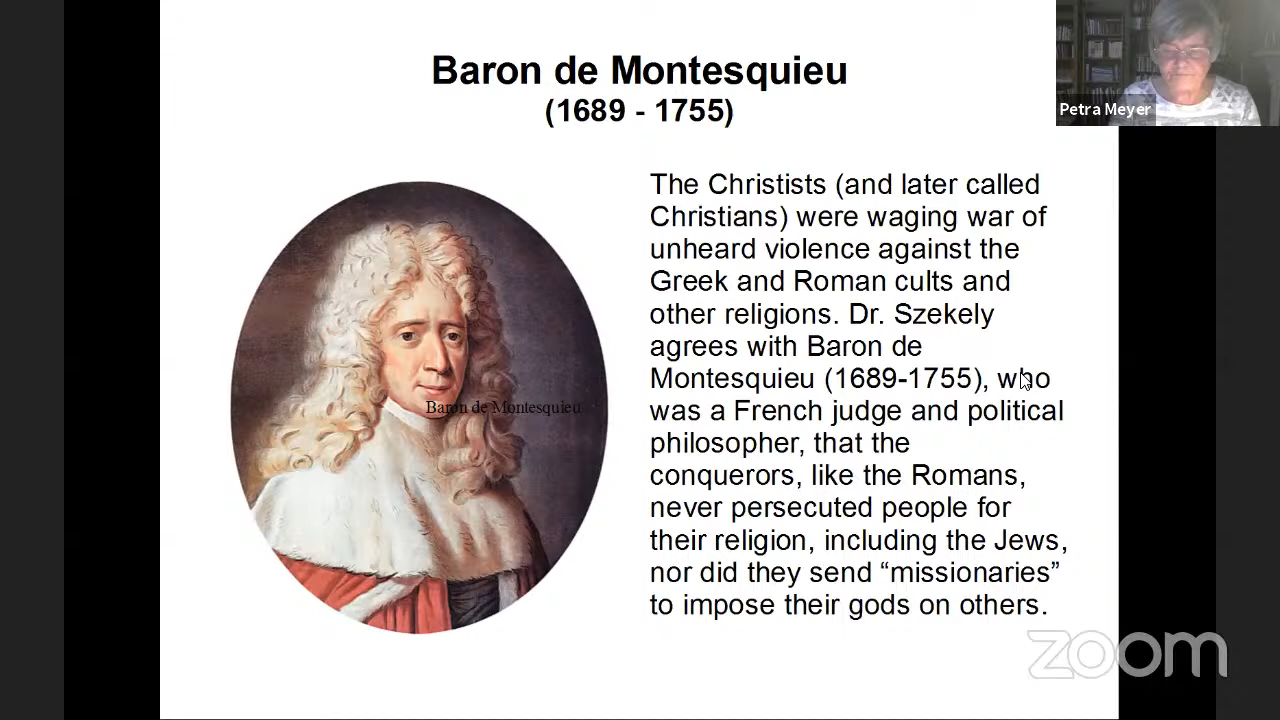 Baron de Montesquieu
(1689 - 1755)
Petra Meyer
The Christists (and later called
Christians) were waging war of
unheard violence against the
Greek and Roman cults and
other religions. Dr. Szekely
agrees with Baron de
Montesquieu (1689-1755), who
was a French judge and political
philosopher, that the
conquerors, like the Romans,
never persecuted people for
their religion, including the Jews,
nor did they send “missionaries”
to impose their gods on others.
Baron de Montesquieu
zoom